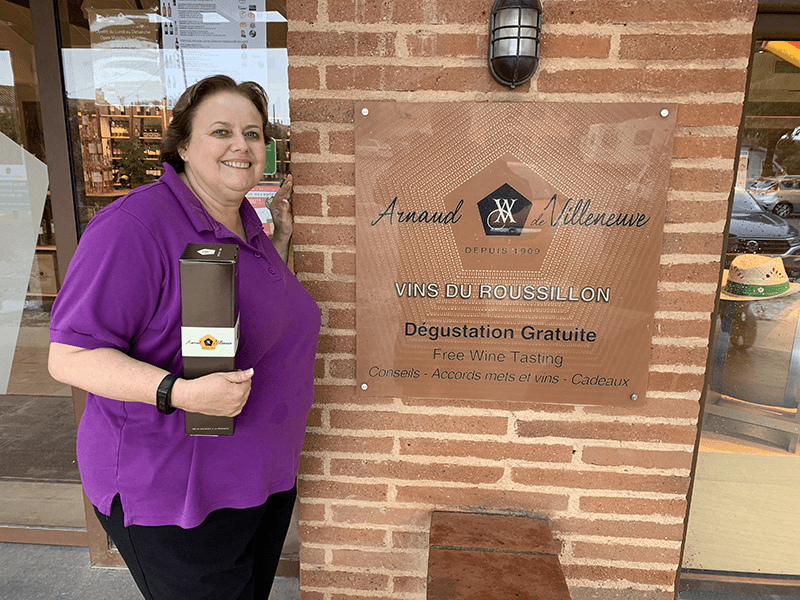 Arnaud de Villeneuve
DEPUIS 1909
VINS DU ROUSSILLON
Dégustation Gratuite
Free Wine Tasting
Conseils - Accords mets et vins - Cadeaux